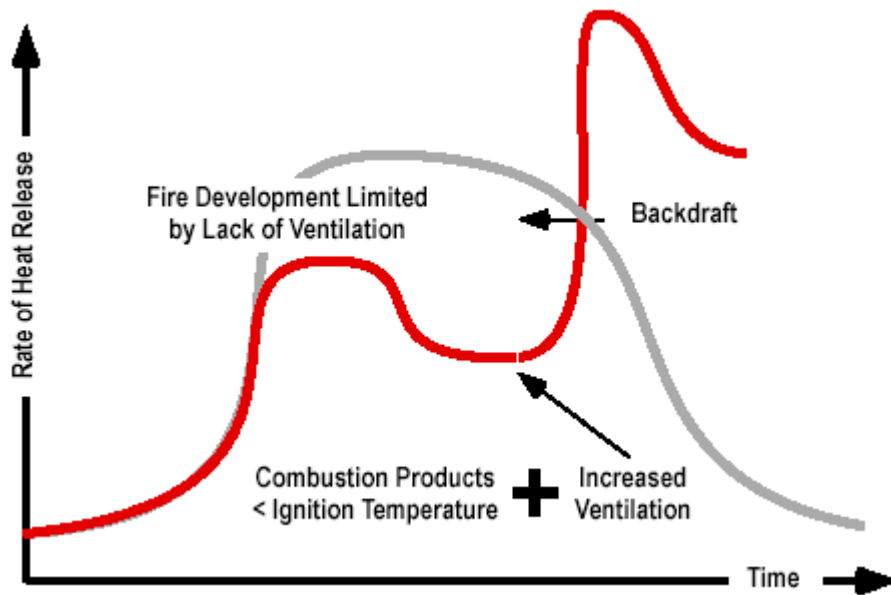 Rate of Heat Release
Fire Development Limited
by Lack of Ventilation
Backdraft
Combustion Products
< Ignition Temperature
+
Increased
Ventilation
Time